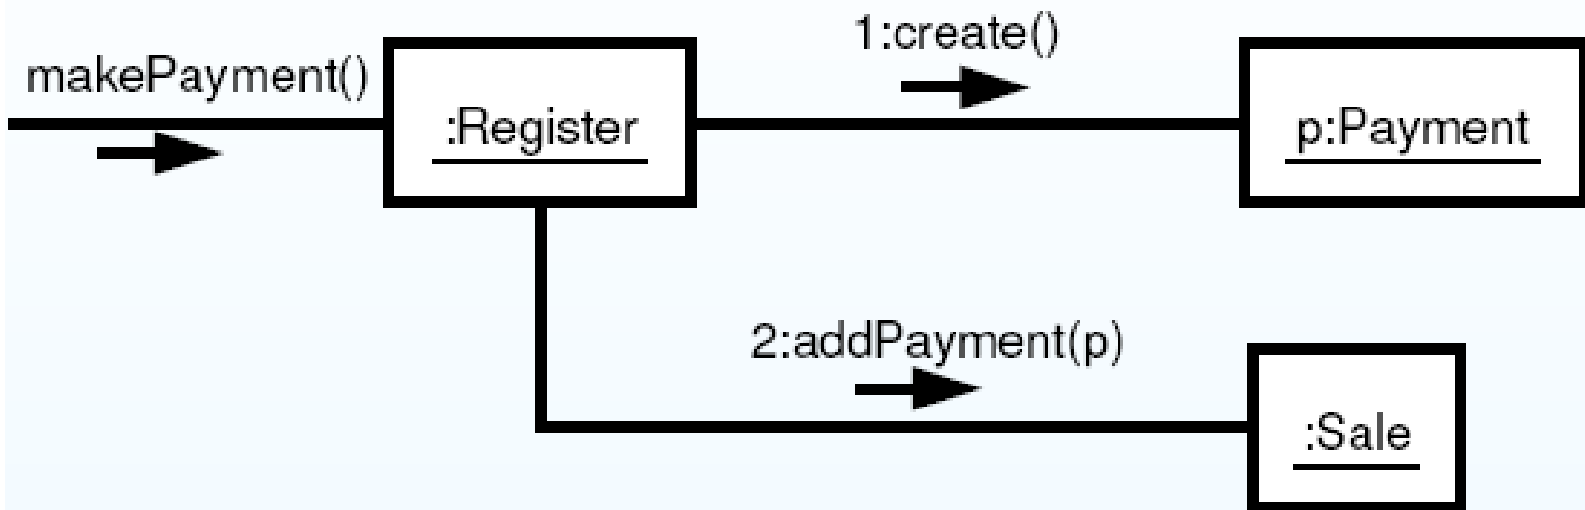 1:create()
makePayment()
:Register
p:Payment
2:addPayment(p)
:Sale